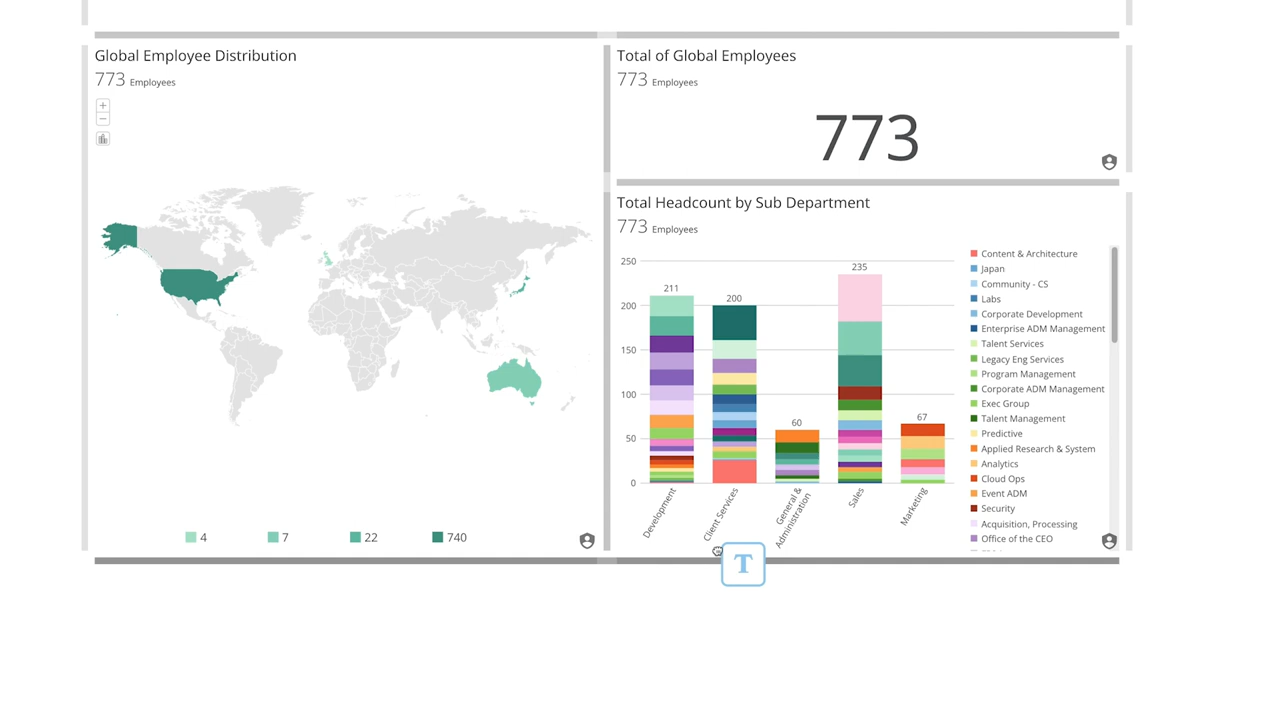 Global Employee Distribution
773 Employees
+
−
4
7
22
740
Total of Global Employees
773 Employees
773
Total Headcount by Sub Department
773 Employees
250
200
150
100
50
0
211
200
60
235
67
Development
Client Services
General &
Administration
Sales
Marketing
Content & Architecture
Japan
Community - CS
Labs
Corporate Development
Enterprise ADM Management
Talent Services
Legacy Eng Services
Program Management
Corporate ADM Management
Exec Group
Talent Management
Predictive
Applied Research & System
Analytics
Cloud Ops
Event ADM
Security
Acquisition, Processing
Office of the CEO
T